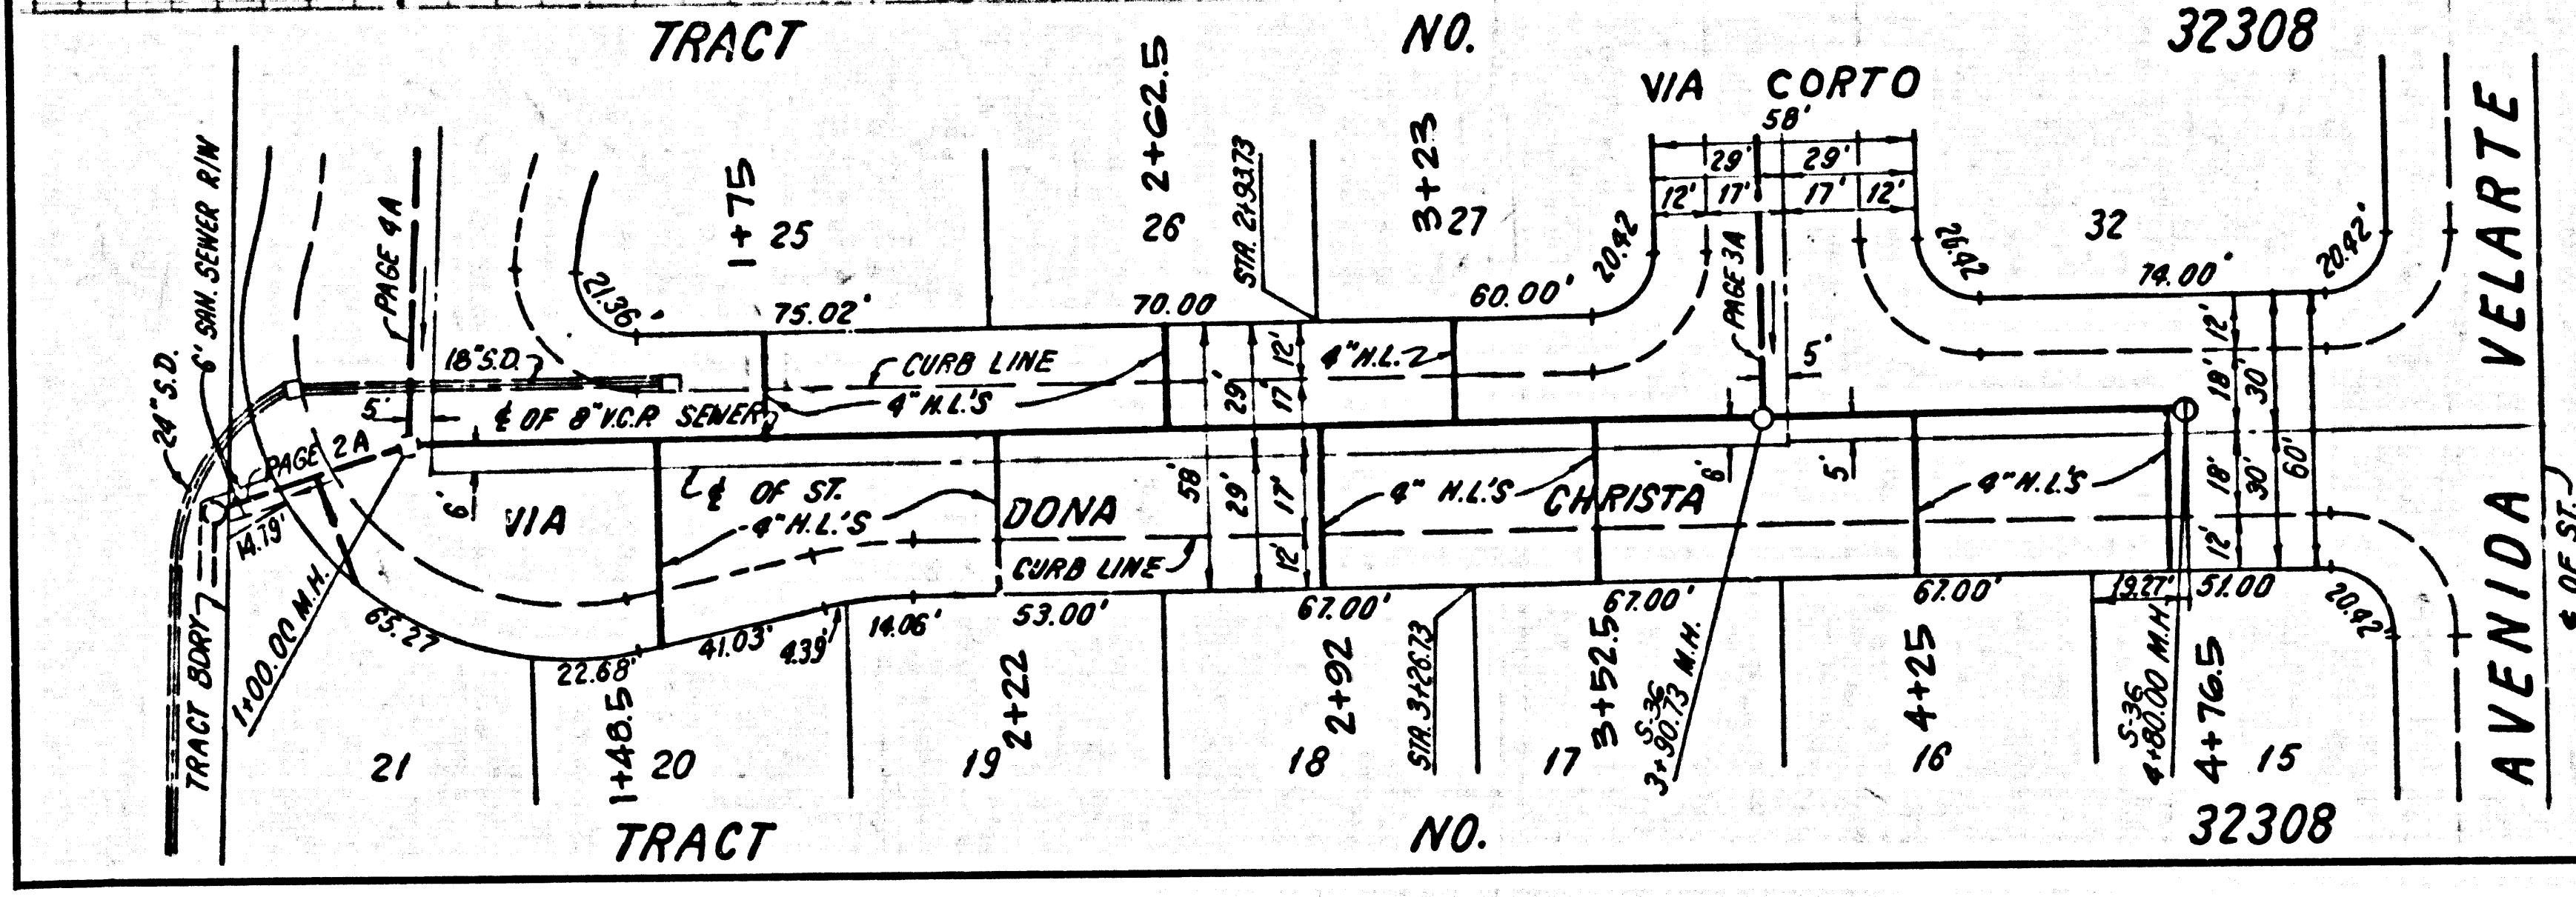 TRACT NO. 32308
VIA CORTO
58'
29' 29'
12' 17' 17' 12'
6' SAN. SEWER R/W
PAGE 4A
1+75
25
2+62.5
26
STA. 2+93.73
3+23
27
20.42
PAGE 3A
20.42'
32
74.00'
20.42'
AVENIDA VELARTE
21.36'
75.02'
70.00
60.00'
24" S.D.
18" S.D.
CURB LINE
4" H.L.'S
4" H.L.
5'
5'
℄ OF 8" V.C.P. SEWER
PAGE 2A
14.79'
6'
VIA DONA CHRISTA
℄ OF ST.
4" H.L.'S
CURB LINE
58'
29'
29'
12'
17'
17'
12'
4" H.L.'S
6'
5'
4" H.L.'S
12'
18'
18'
12'
30'
30'
60'
℄ OF ST.
TRACT BDRY
1+00.00 M.H.
65.27
22.68'
41.03'
4.39'
14.06'
53.00'
67.00'
67.00'
67.00'
19.27'
51.00
20.42'
21
1+48.5
20
19
2+22
18
2+92
STA. 3+26.73
17
3+52.5
S-36
3+90.73 M.H.
16
4+25
S-36
4+80.00 M.H.
4+76.5
15
TRACT NO. 32308